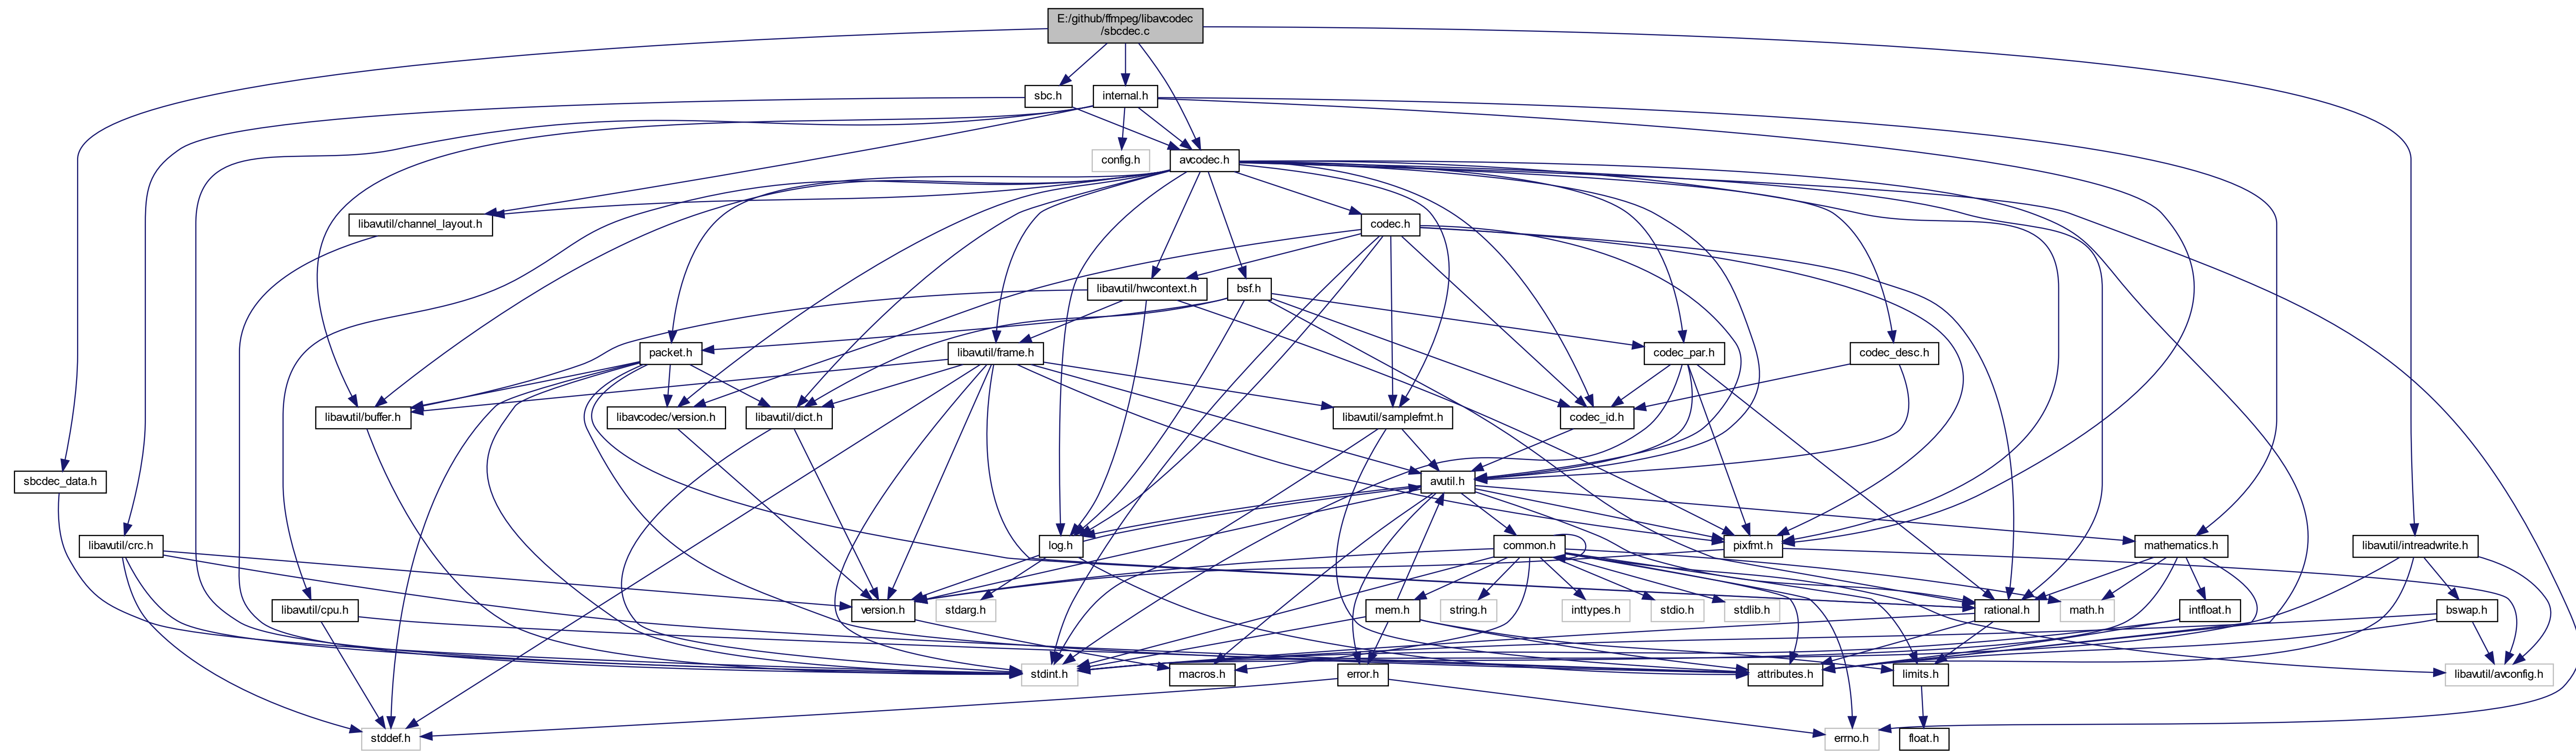 E:/github/ffmpeg/libavcodec
/sbcdec.c
sbc.h
internal.h
config.h
avcodec.h
libavutil/channel_layout.h
codec.h
libavutil/hwcontext.h
bsf.h
packet.h
libavutil/frame.h
codec_par.h
codec_desc.h
libavutil/buffer.h
libavcodec/version.h
libavutil/dict.h
libavutil/samplefmt.h
codec_id.h
sbcdec_data.h
avutil.h
libavutil/crc.h
log.h
common.h
pixfmt.h
mathematics.h
libavutil/intreadwrite.h
libavutil/cpu.h
version.h
stdarg.h
mem.h
string.h
inttypes.h
stdio.h
stdlib.h
rational.h
math.h
intfloat.h
bswap.h
stdint.h
macros.h
error.h
attributes.h
limits.h
libavutil/avconfig.h
stddef.h
errno.h
float.h